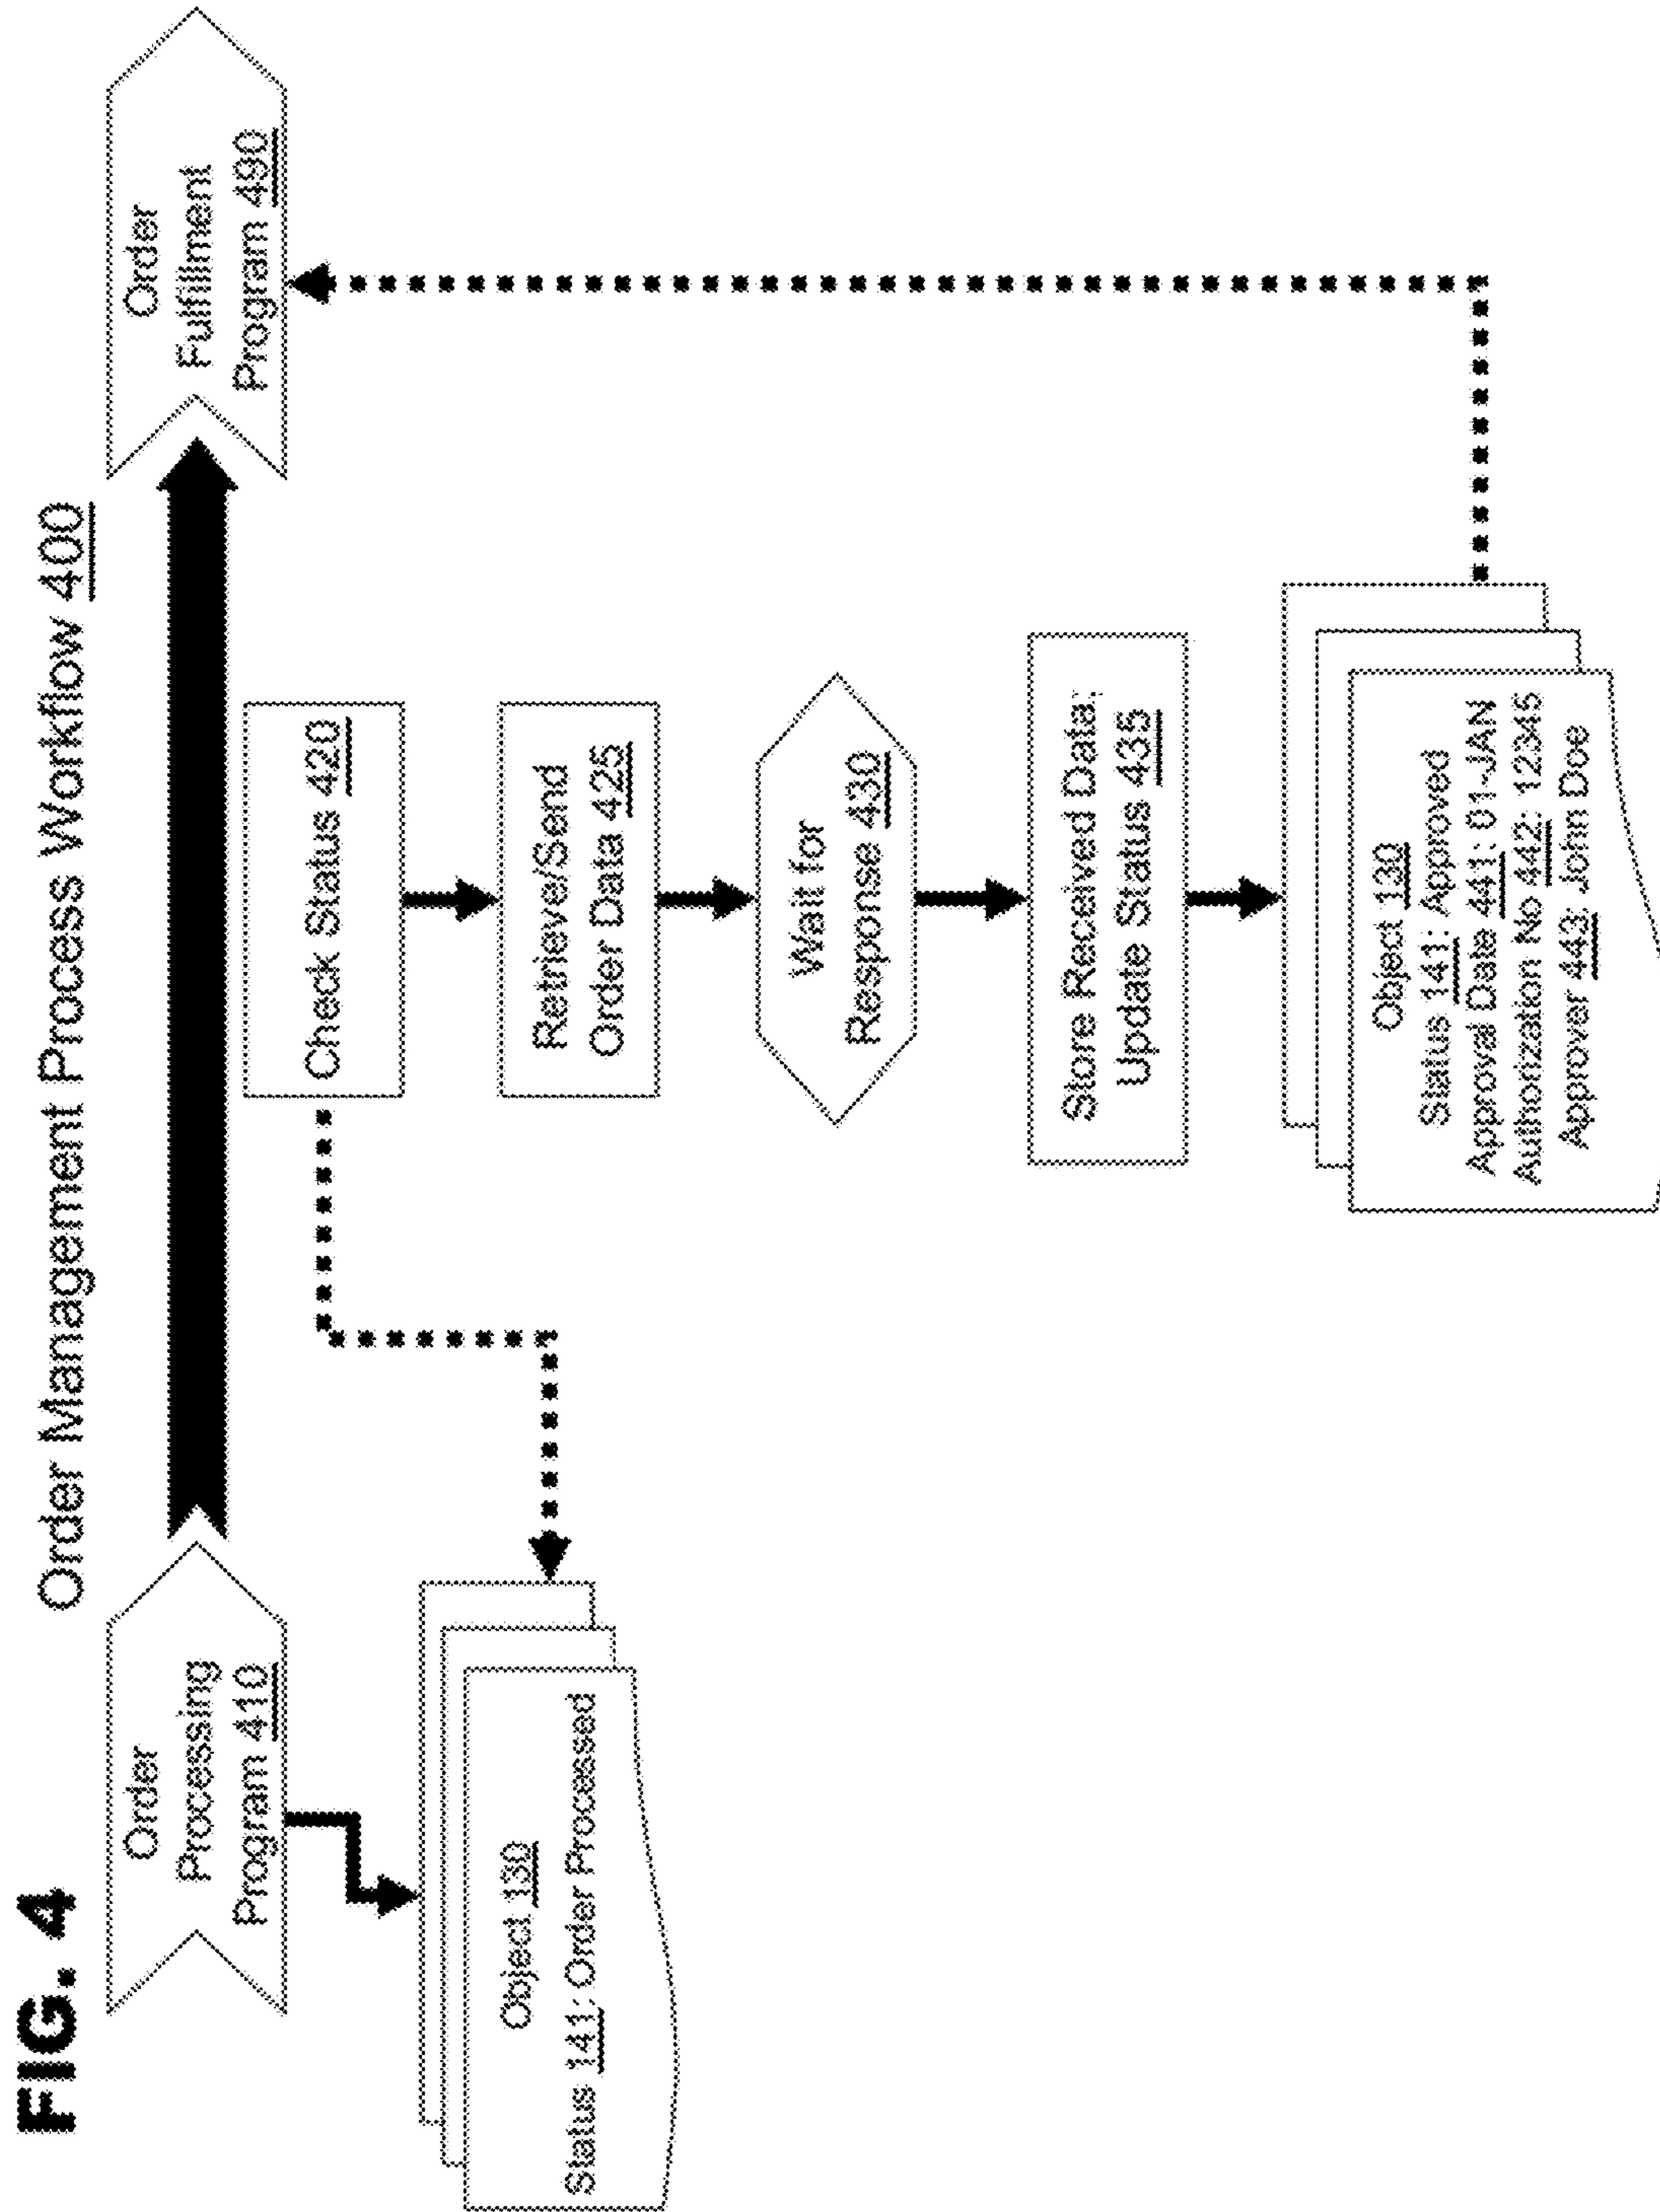 FIG. 4
Order Management Process Workflow 400
Order
Processing
Program 410
Order
Fulfillment
Program 490
Object 130
Status 141: Order Processed
Check Status 420
Retrieve/Send
Order Data 425
Wait for
Response 430
Store Received Data;
Update Status 435
Object 130
Status 141: Approved
Approval Date 441: 01-JAN
Authorization No 442: 12345
Approver 443: John Doe